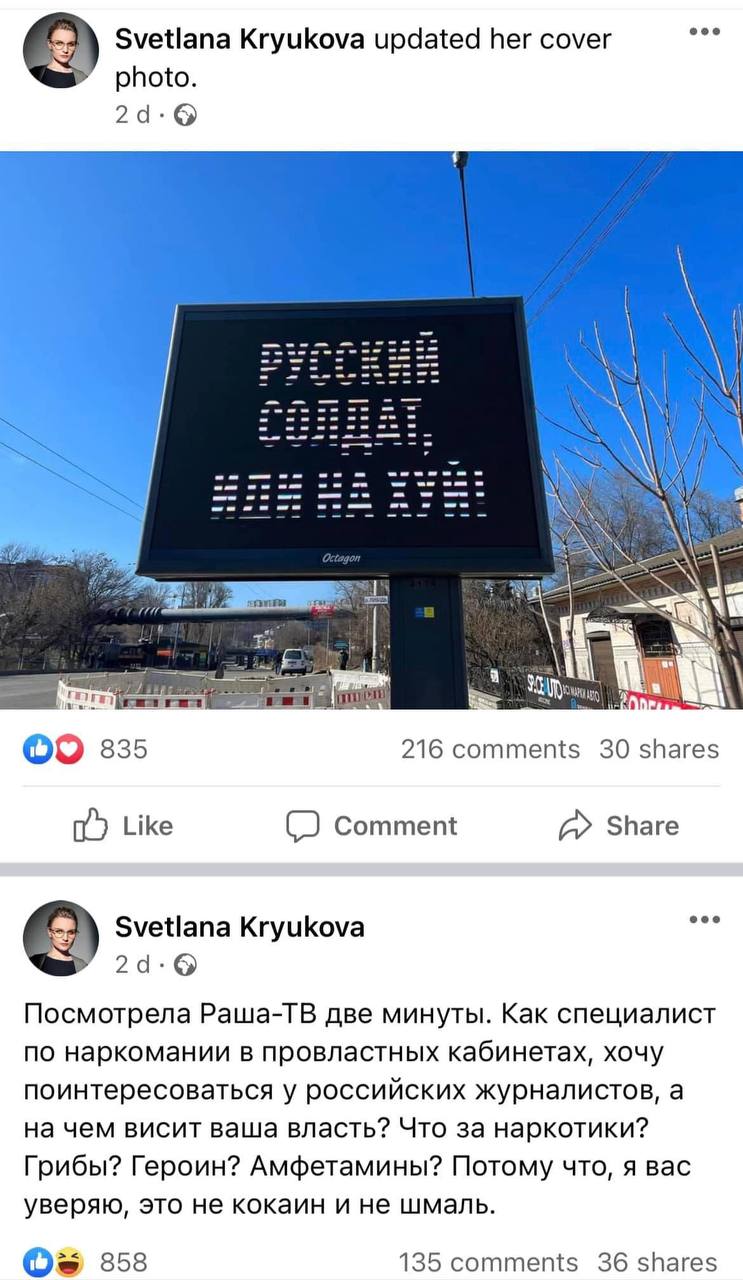 Svetlana Kryukova updated her cover
photo.
2 d ·
РУССКИЙ
СОЛДАТ,
ИДИ НА ХУЙ!
Octagon
835
216 comments 30 shares
Like
Comment
Share
Svetlana Kryukova
2 d ·
Посмотрела Раша-ТВ две минуты. Как специалист
по наркомании в провластных кабинетах, хочу
поинтересоваться у российских журналистов, а
на чем висит ваша власть? Что за наркотики?
Грибы? Героин? Амфетамины? Потому что, я вас
уверяю, это не кокаин и не шмаль.
858
135 comments 36 shares